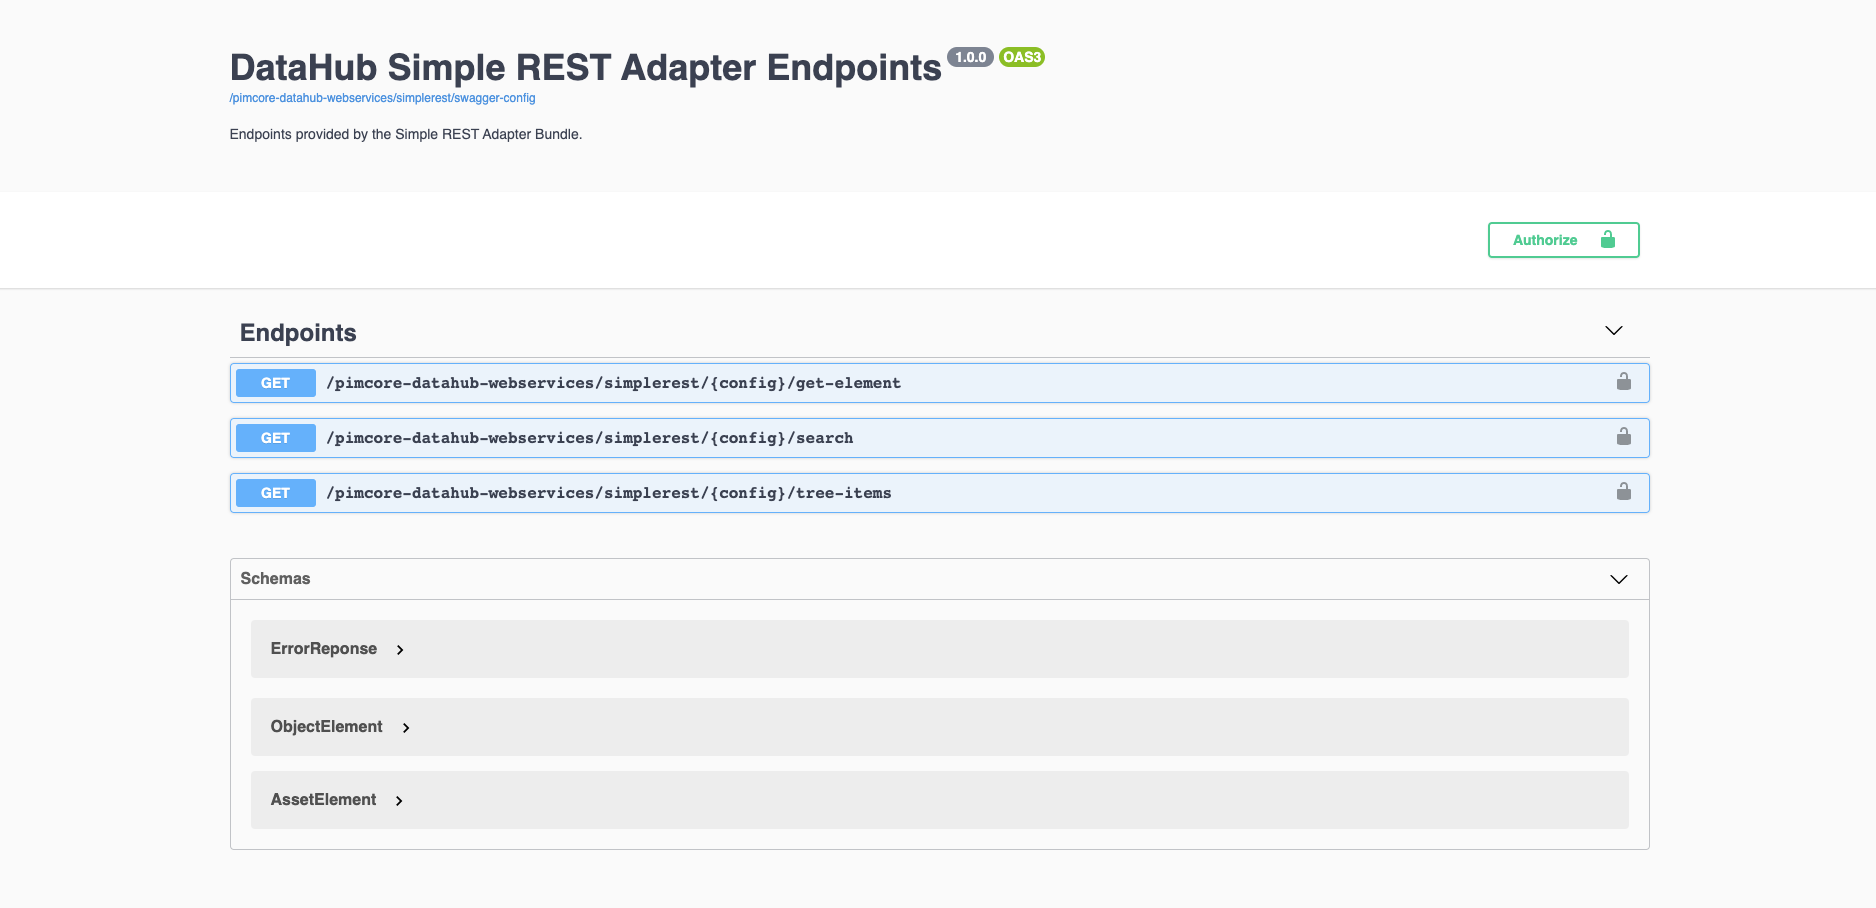 DataHub Simple REST Adapter Endpoints 1.0.0 OAS3
/pimcore-datahub-webservices/simplerest/swagger-config
Endpoints provided by the Simple REST Adapter Bundle.
Authorize
Endpoints
GET /pimcore-datahub-webservices/simplerest/{config}/get-element
GET /pimcore-datahub-webservices/simplerest/{config}/search
GET /pimcore-datahub-webservices/simplerest/{config}/tree-items
Schemas
ErrorReponse
ObjectElement
AssetElement